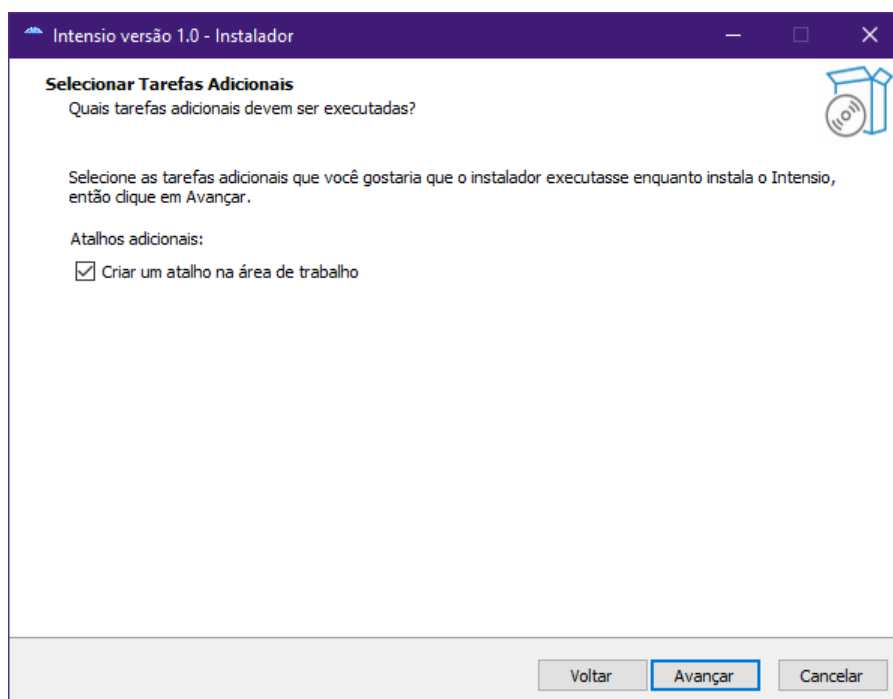 Intensio versão 1.0 - Instalador
Selecionar Tarefas Adicionais
Quais tarefas adicionais devem ser executadas?
Selecione as tarefas adicionais que você gostaria que o instalador executasse enquanto instala o Intensio,
então clique em Avançar.
Atalhos adicionais:
Criar um atalho na área de trabalho
Voltar
Avançar
Cancelar